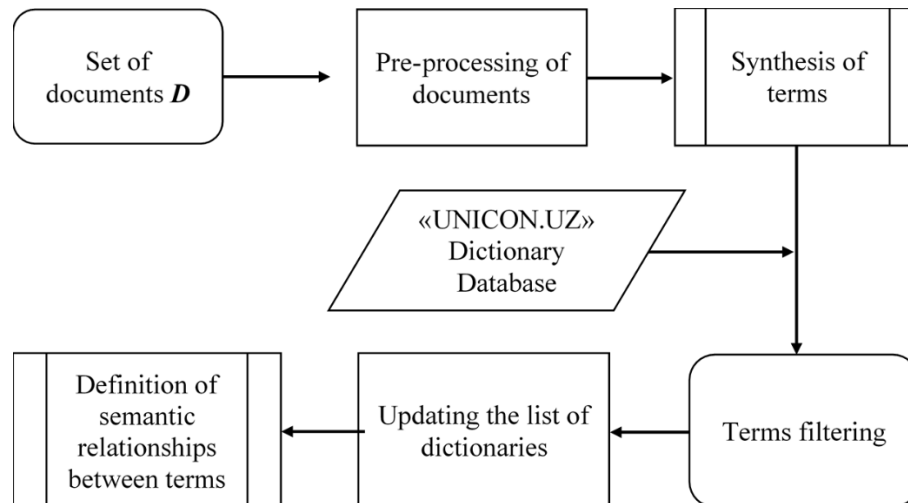 Set of
documents D
Pre-processing of
documents
Synthesis of
terms
«UNICON.UZ»
Dictionary
Database
Definition of
semantic
relationships
between terms
Updating the list of
dictionaries
Terms filtering